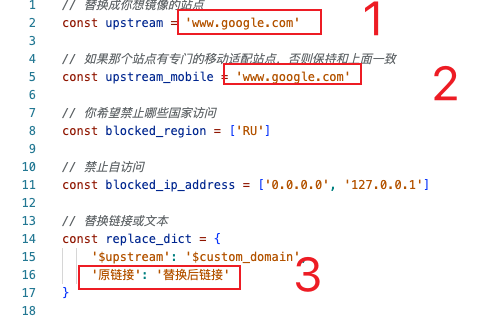 1 // 替换成你想镜像的站点
2 const upstream = 'www.google.com' 1
3
4 // 如果那个站点有专门的移动适配站点，否则保持和上面一致
5 const upstream_mobile = 'www.google.com' 2
6
7 // 你希望禁止哪些国家访问
8 const blocked_region = ['RU']
9
10 // 禁止自访问
11 const blocked_ip_address = ['0.0.0.0', '127.0.0.1']
12
13 // 替换链接或文本
14 const replace_dict = {
15 '$upstream': '$custom_domain',
16 '原链接': '替换后链接' 3
17 }
18